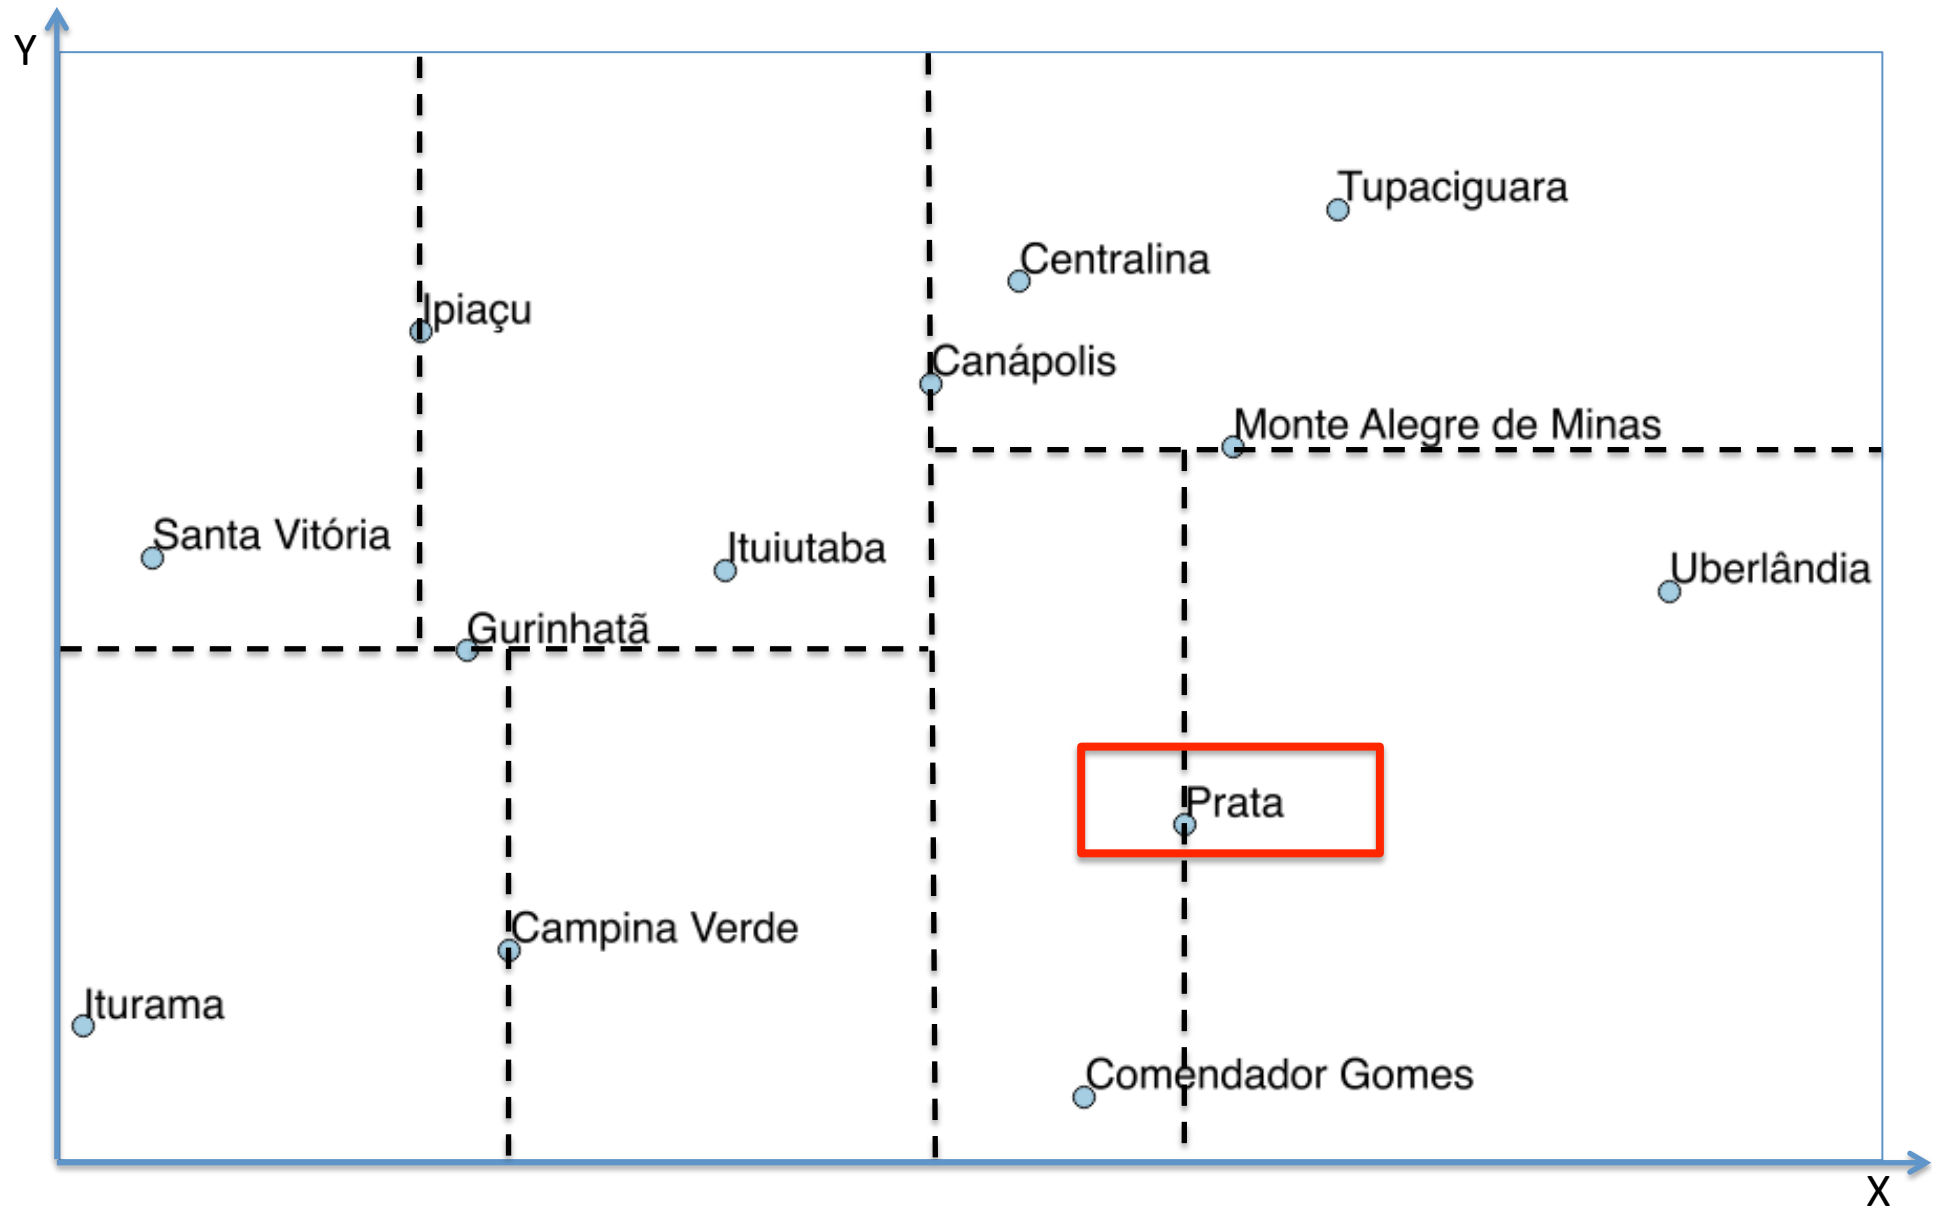 Y
Tupaciguara
Centralina
Ipiaçu
Canápolis
Monte Alegre de Minas
Santa Vitória
Ituiutaba
Uberlândia
Gurinhatã
Prata
Campina Verde
Iturama
Comendador Gomes
X